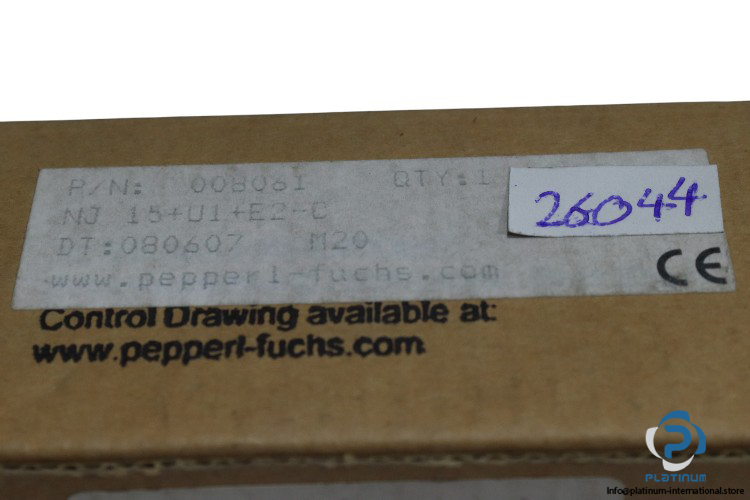 P/N: 008061 QTY:1
26044
NJ 15+U1+E2-C
DT:080607 M20
CE
www.pepperl-fuchs.com
Control Drawing available at:
www.pepperl-fuchs.com
PLATINUM
Info@platinum-international.store